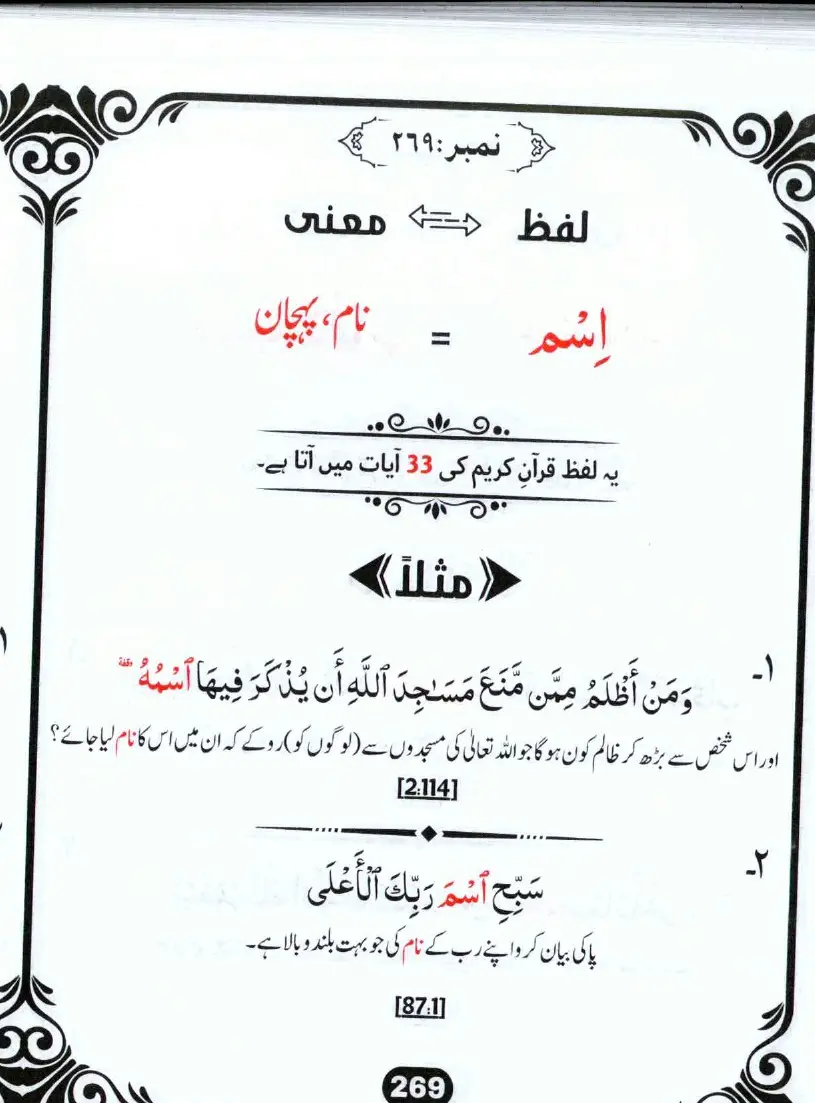 نمبر:۲٦۹
لفظ ⇔ معنی
اِسْم = نام، پہچان
یہ لفظ قرآنِ کریم کی 33 آیات میں آتا ہے۔
مثلاً
۱۔ وَمَنْ أَظْلَمُ مِمَّن مَّنَعَ مَسَـٰجِدَ ٱللَّهِ أَن يُذْكَرَ فِيهَا ٱسْمُهُۥ
اور اس شخص سے بڑھ کر ظالم کون ہوگا جو اللہ تعالیٰ کی مسجدوں سے (لوگوں کو) روکے کہ ان میں اس کا نام لیا جائے؟
[2:114]
۲۔ سَبِّحِ ٱسْمَ رَبِّكَ ٱلْأَعْلَى
پاکی بیان کرو اپنے رب کے نام کی جو بہت بلند و بالا ہے۔
[87:1]
269